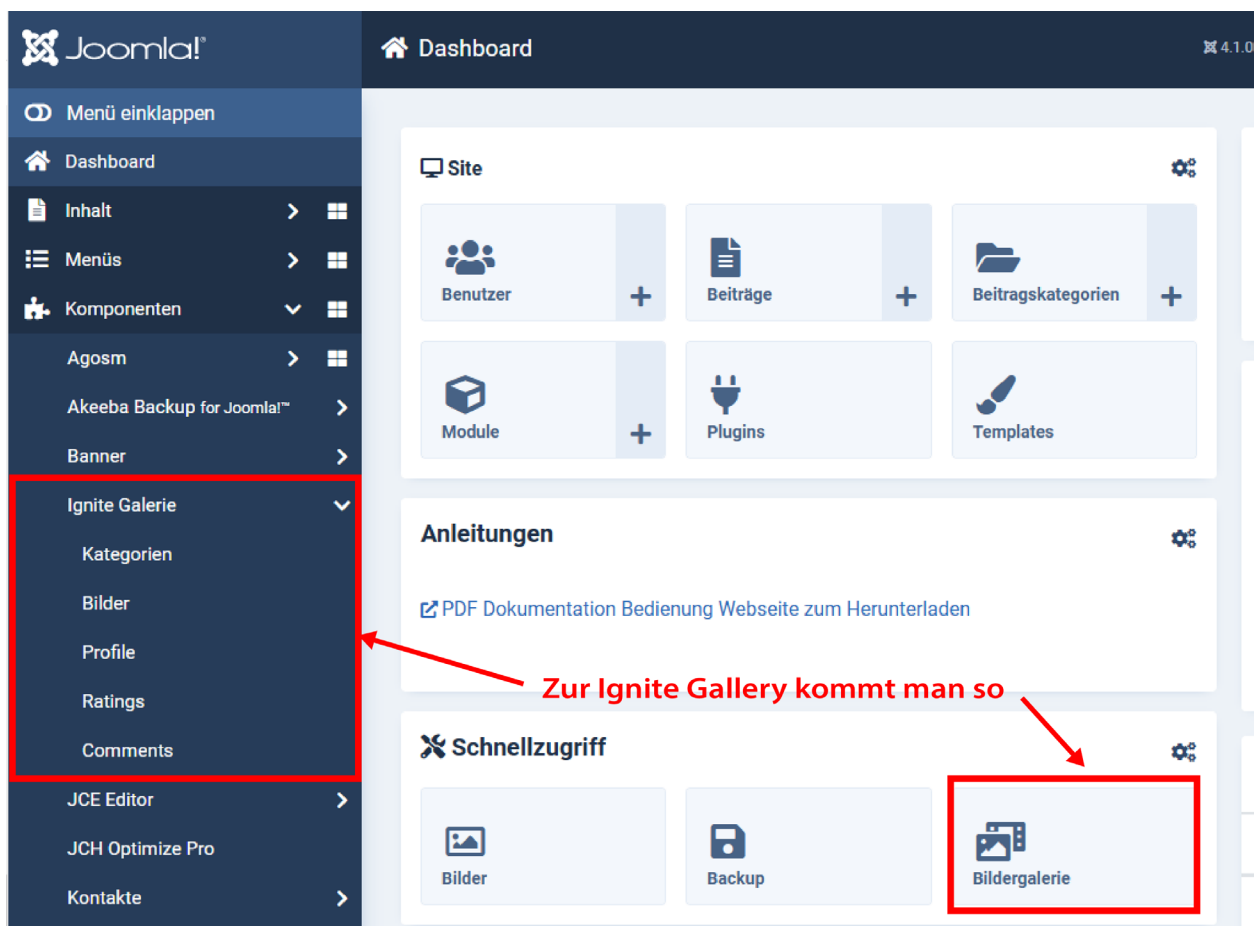 Joomla!®
Dashboard
4.1.0
Menü einklappen
Dashboard
Inhalt
Menüs
Komponenten
Agosm
Akeeba Backup for Joomla!™
Banner
Ignite Galerie
Kategorien
Bilder
Profile
Ratings
Comments
JCE Editor
JCH Optimize Pro
Kontakte
Site
Benutzer
Beiträge
Beitragskategorien
Module
Plugins
Templates
Anleitungen
PDF Dokumentation Bedienung Webseite zum Herunterladen
Zur Ignite Gallery kommt man so
Schnellzugriff
Bilder
Backup
Bildergalerie